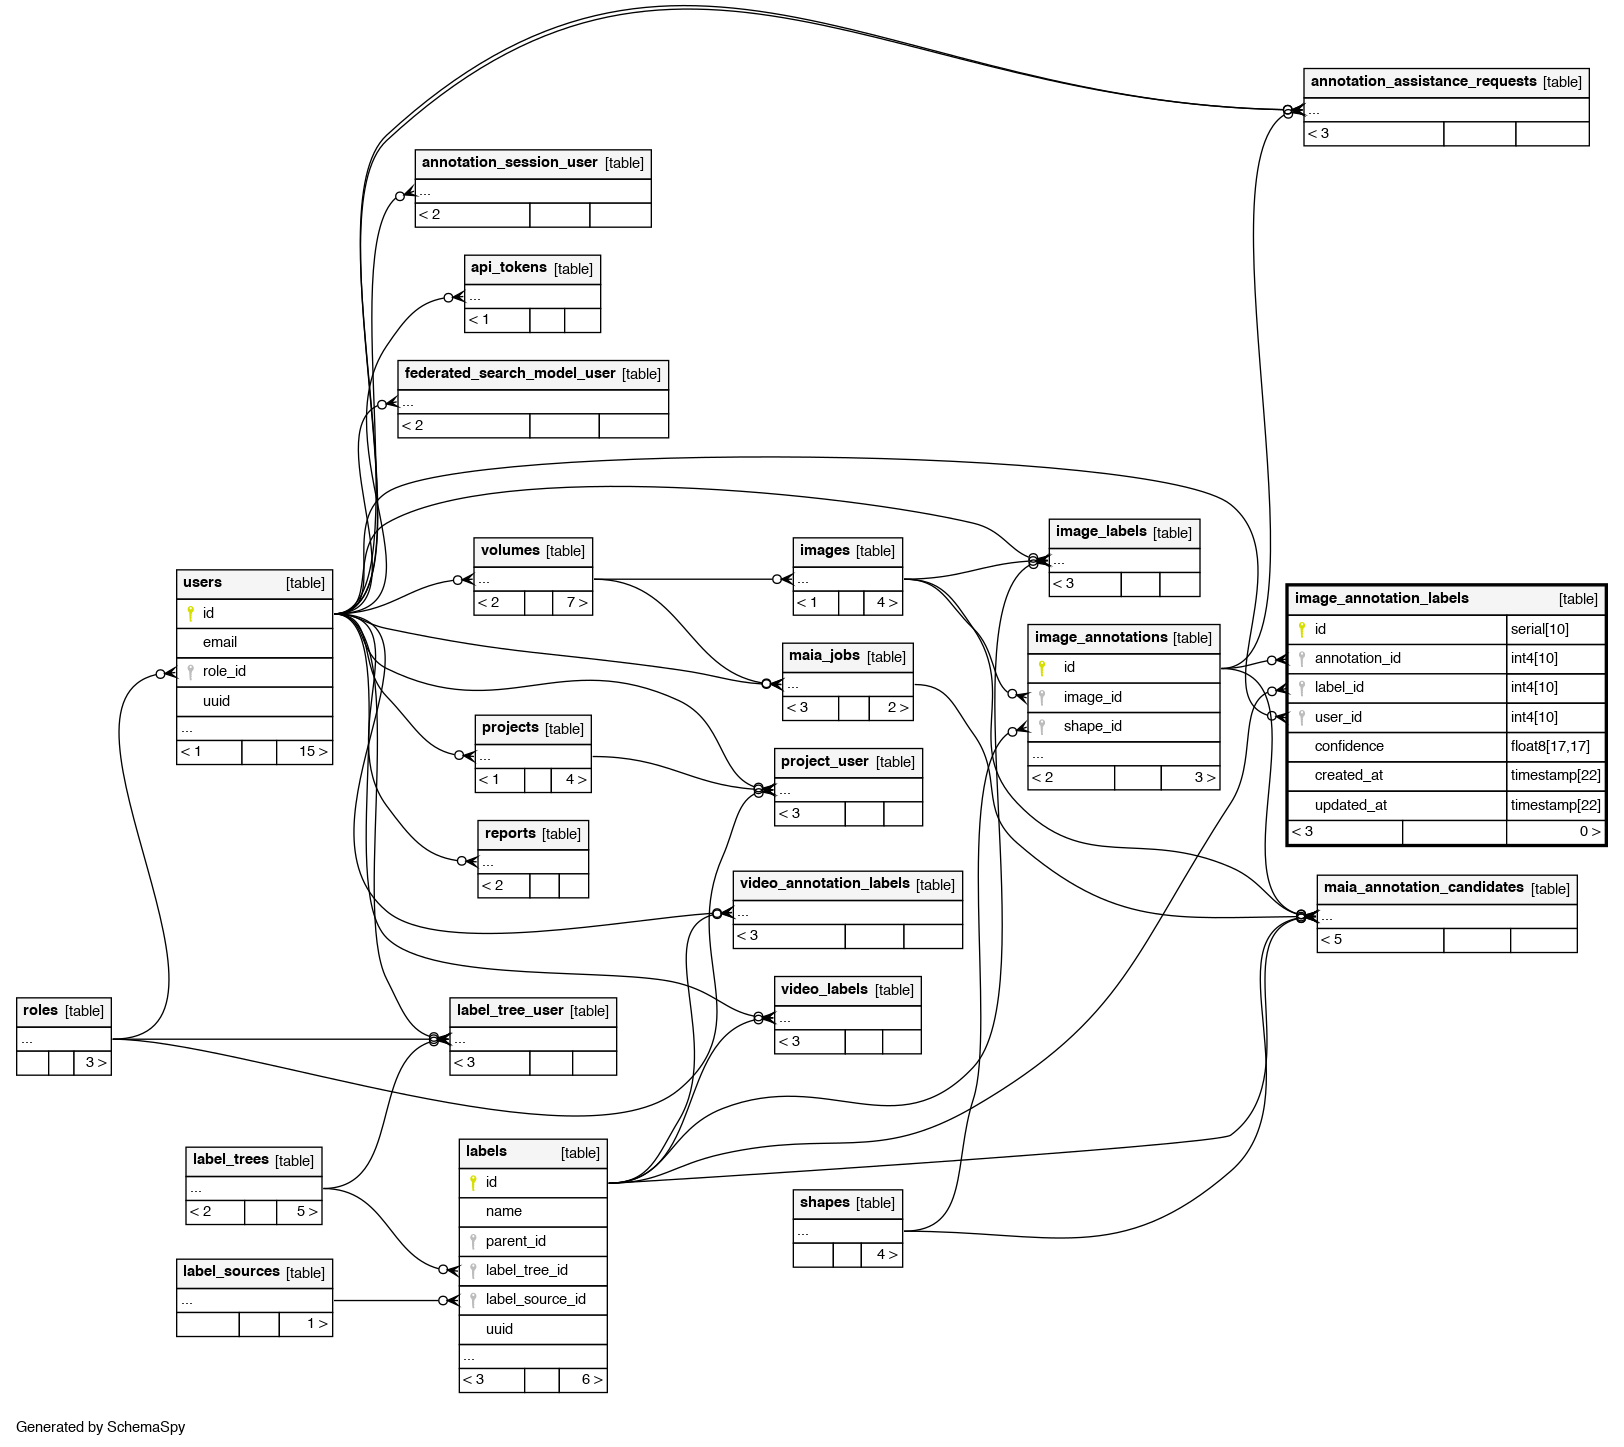 annotation_assistance_requests [table]
...
< 3
annotation_session_user [table]
...
< 2
api_tokens [table]
...
< 1
federated_search_model_user [table]
...
< 2
users [table]
id
email
role_id
uuid
...
< 1 15 >
volumes [table]
...
< 2 7 >
images [table]
...
< 1 4 >
image_labels [table]
...
< 3
image_annotation_labels [table]
id serial[10]
annotation_id int4[10]
label_id int4[10]
user_id int4[10]
confidence float8[17,17]
created_at timestamp[22]
updated_at timestamp[22]
< 3 0 >
image_annotations [table]
id
image_id
shape_id
...
< 2 3 >
maia_jobs [table]
...
< 3 2 >
projects [table]
...
< 1 4 >
project_user [table]
...
< 3
reports [table]
...
< 2
video_annotation_labels [table]
...
< 3
maia_annotation_candidates [table]
...
< 5
video_labels [table]
...
< 3
roles [table]
...
3 >
label_tree_user [table]
...
< 3
label_trees [table]
...
< 2 5 >
labels [table]
id
name
parent_id
label_tree_id
label_source_id
uuid
...
< 3 6 >
shapes [table]
...
4 >
label_sources [table]
...
1 >
Generated by SchemaSpy